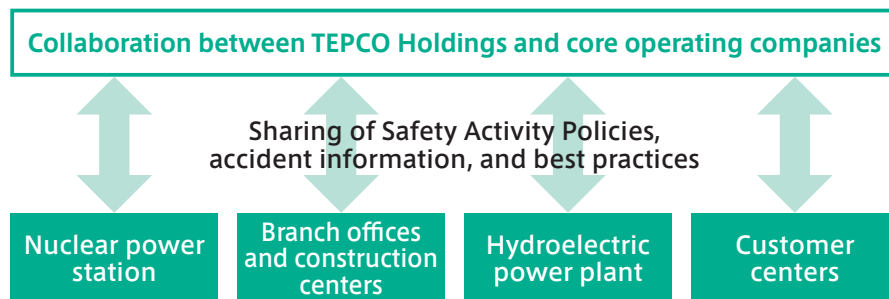 Collaboration between TEPCO Holdings and core operating companies
Sharing of Safety Activity Policies,
accident information, and best practices
Nuclear power
station
Branch offices
and construction
centers
Hydroelectric
power plant
Customer
centers